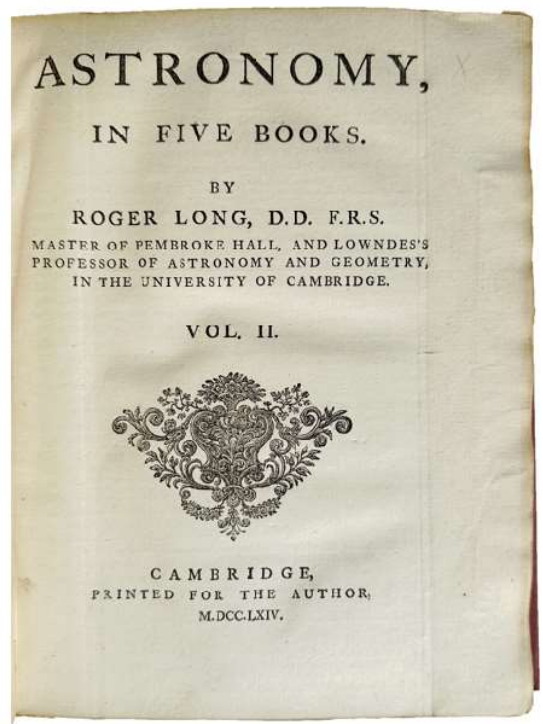 ASTRONOMY,
IN FIVE BOOKS.
BY
ROGER LONG, D.D. F.R.S.
MASTER OF PEMBROKE HALL, AND LOWNDES'S
PROFESSOR OF ASTRONOMY AND GEOMETRY,
IN THE UNIVERSITY OF CAMBRIDGE.
VOL. II.
CAMBRIDGE,
PRINTED FOR THE AUTHOR,
M.DCC.LXIV.